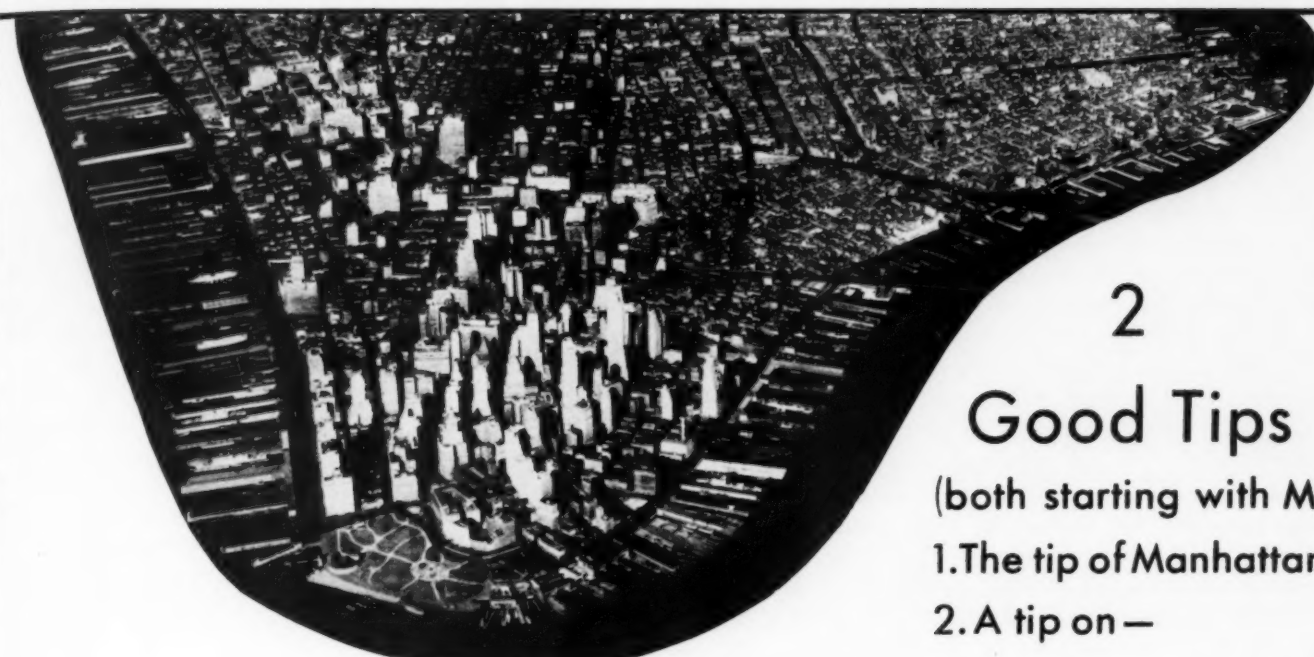 2
Good Tips
(both starting with M
1. The tip of Manhattan
2. A tip on—